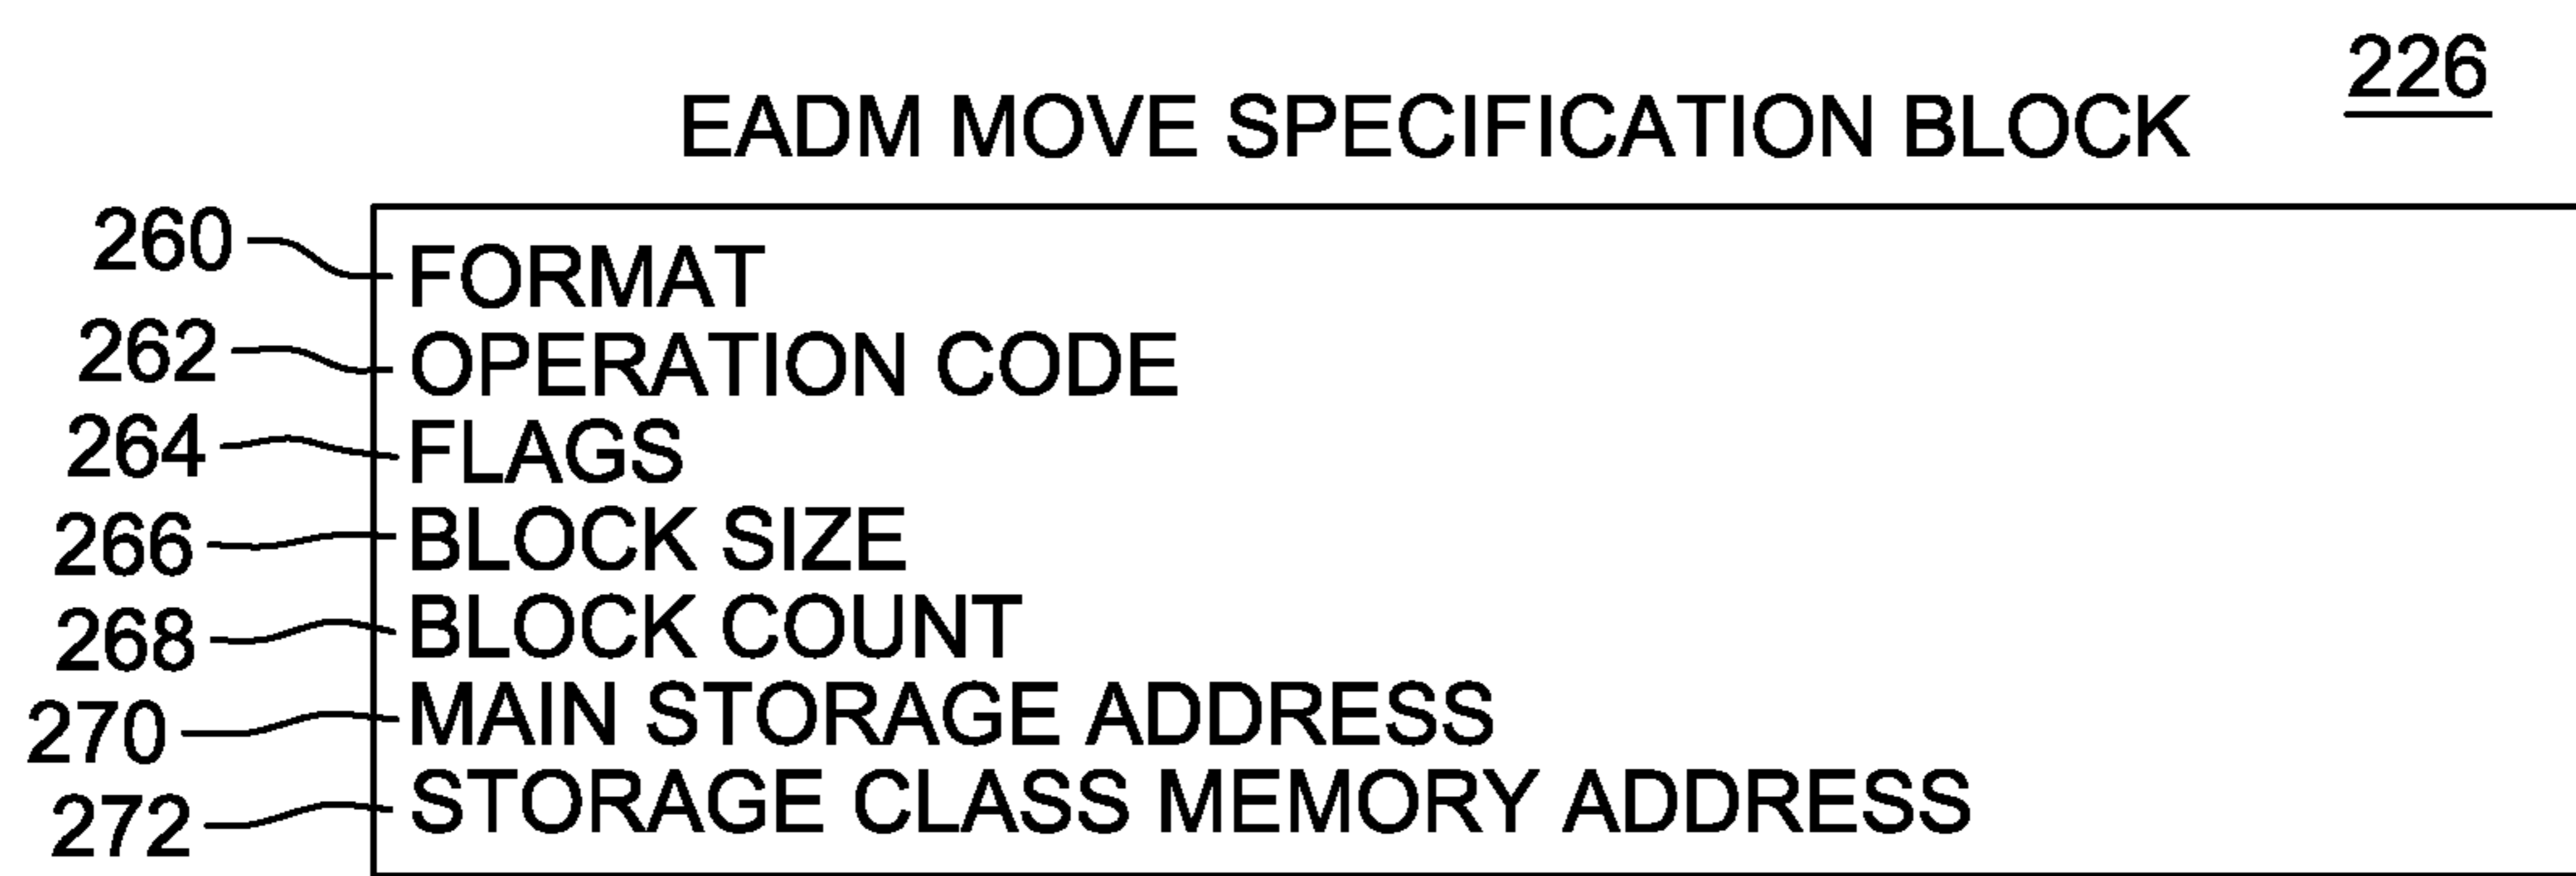 226
EADM MOVE SPECIFICATION BLOCK
260 FORMAT
262 OPERATION CODE
264 FLAGS
266 BLOCK SIZE
268 BLOCK COUNT
270 MAIN STORAGE ADDRESS
272 STORAGE CLASS MEMORY ADDRESS